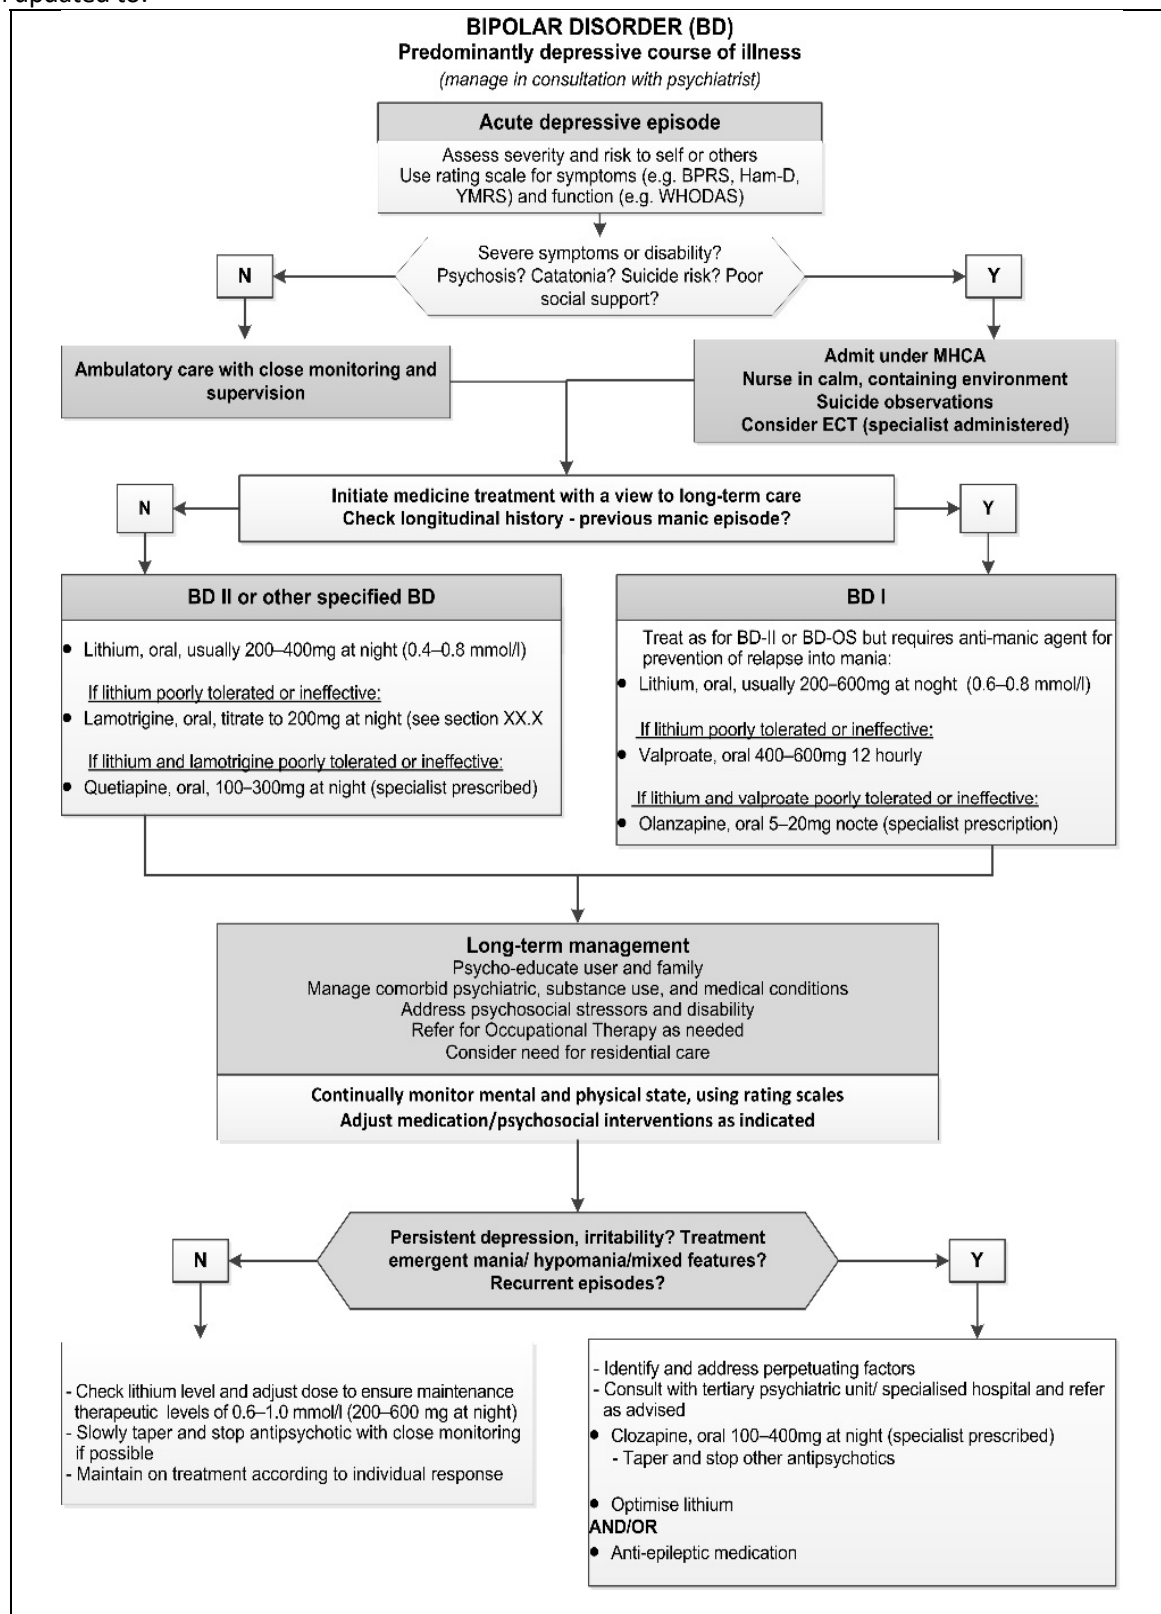 updated to:
BIPOLAR DISORDER (BD)
Predominantly depressive course of illness
(manage in consultation with psychiatrist)
Acute depressive episode
Assess severity and risk to self or others
Use rating scale for symptoms (e.g. BPRS, Ham-D,
YMRS) and function (e.g. WHODAS)
Severe symptoms or disability?
Psychosis? Catatonia? Suicide risk? Poor
social support?
N
Y
Ambulatory care with close monitoring and
supervision
Admit under MHCA
Nurse in calm, containing environment
Suicide observations
Consider ECT (specialist administered)
Initiate medicine treatment with a view to long-term care
Check longitudinal history - previous manic episode?
N
Y
BD II or other specified BD
• Lithium, oral, usually 200–400mg at night (0.4–0.8 mmol/l)
If lithium poorly tolerated or ineffective:
• Lamotrigine, oral, titrate to 200mg at night (see section XX.X
If lithium and lamotrigine poorly tolerated or ineffective:
• Quetiapine, oral, 100–300mg at night (specialist prescribed)
BD I
Treat as for BD-II or BD-OS but requires anti-manic agent for
prevention of relapse into mania:
• Lithium, oral, usually 200–600mg at noght (0.6–0.8 mmol/l)
If lithium poorly tolerated or ineffective:
• Valproate, oral 400–600mg 12 hourly
If lithium and valproate poorly tolerated or ineffective:
• Olanzapine, oral 5–20mg nocte (specialist prescription)
Long-term management
Psycho-educate user and family
Manage comorbid psychiatric, substance use, and medical conditions
Address psychosocial stressors and disability
Refer for Occupational Therapy as needed
Consider need for residential care
Continually monitor mental and physical state, using rating scales
Adjust medication/psychosocial interventions as indicated
Persistent depression, irritability? Treatment
emergent mania/ hypomania/mixed features?
Recurrent episodes?
N
Y
- Check lithium level and adjust dose to ensure maintenance
therapeutic levels of 0.6–1.0 mmol/l (200–600 mg at night)
- Slowly taper and stop antipsychotic with close monitoring
if possible
- Maintain on treatment according to individual response
- Identify and address perpetuating factors
- Consult with tertiary psychiatric unit/ specialised hospital and refer
as advised
• Clozapine, oral 100–400mg at night (specialist prescribed)
- Taper and stop other antipsychotics
• Optimise lithium
AND/OR
• Anti-epileptic medication